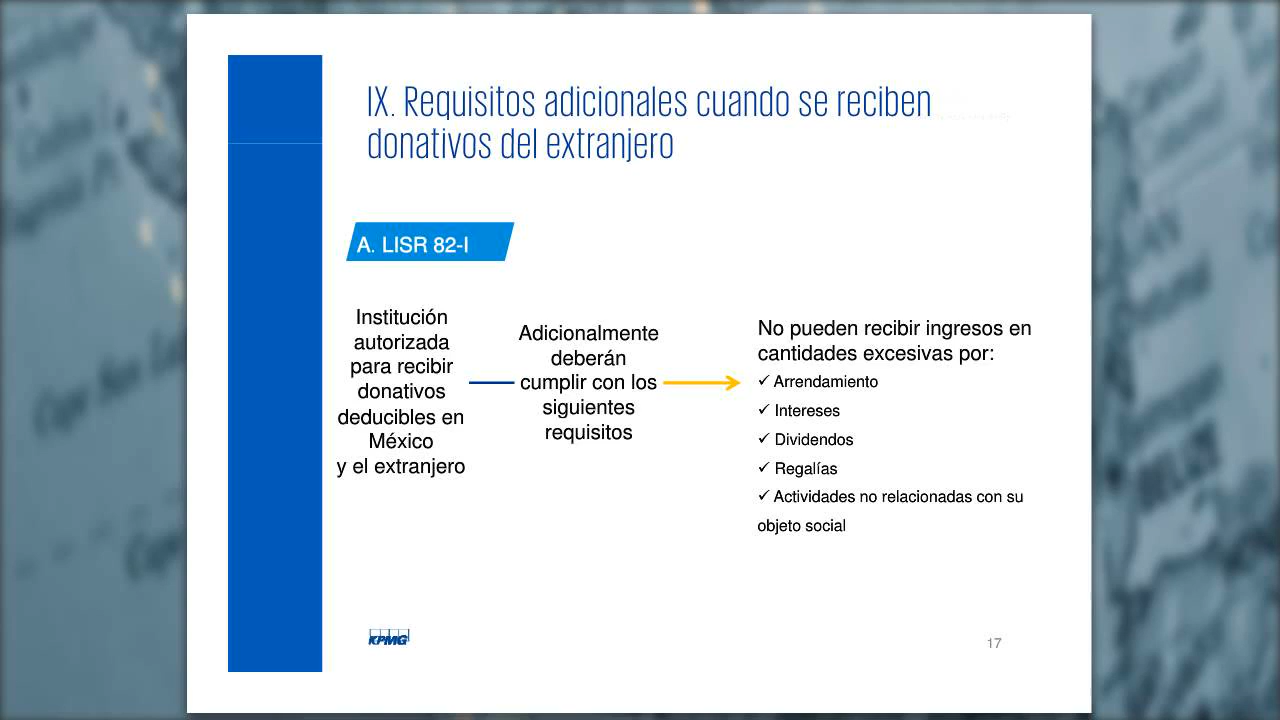 IX. Requisitos adicionales cuando se reciben
donativos del extranjero
A. LISR 82-I
Institución
autorizada
para recibir
donativos
deducibles en
México
y el extranjero
Adicionalmente
deberán
cumplir con los
siguientes
requisitos
No pueden recibir ingresos en
cantidades excesivas por:
✓ Arrendamiento
✓ Intereses
✓ Dividendos
✓ Regalías
✓ Actividades no relacionadas con su
objeto social
KPMG
17